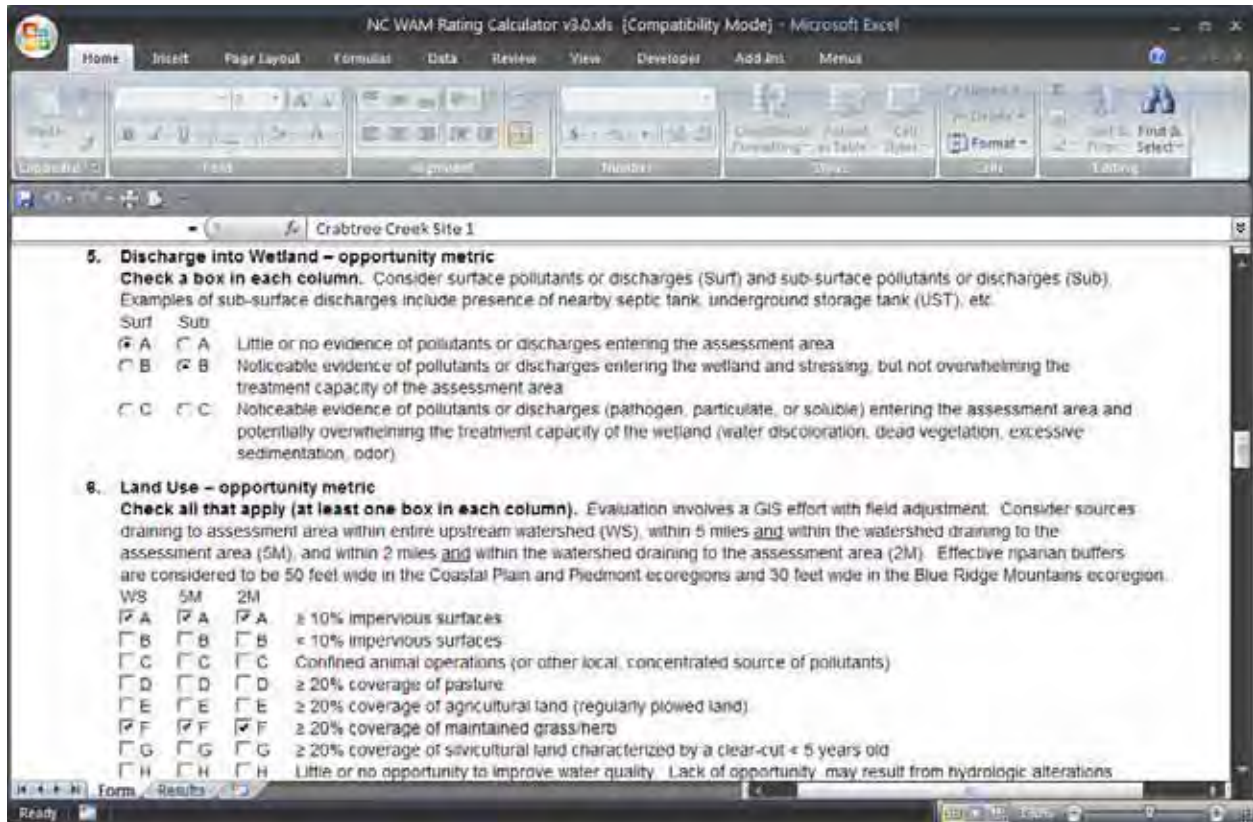 NC WAM Rating Calculator v3.0.xls [Compatibility Mode] - Microsoft Excel
Home Insert Page Layout Formulas Data Review View Developer Add-Ins Menus
Format
Find &
Select
Crabtree Creek Site 1
5. Discharge into Wetland – opportunity metric
Check a box in each column. Consider surface pollutants or discharges (Surf) and sub-surface pollutants or discharges (Sub).
Examples of sub-surface discharges include presence of nearby septic tank, underground storage tank (UST), etc.
Surf Sub
A A Little or no evidence of pollutants or discharges entering the assessment area
B B Noticeable evidence of pollutants or discharges entering the wetland and stressing, but not overwhelming the
treatment capacity of the assessment area
C C Noticeable evidence of pollutants or discharges (pathogen, particulate, or soluble) entering the assessment area and
potentially overwhelming the treatment capacity of the wetland (water discoloration, dead vegetation, excessive
sedimentation, odor)
6. Land Use – opportunity metric
Check all that apply (at least one box in each column). Evaluation involves a GIS effort with field adjustment. Consider sources
draining to assessment area within entire upstream watershed (WS), within 5 miles and within the watershed draining to the
assessment area (5M), and within 2 miles and within the watershed draining to the assessment area (2M). Effective riparian buffers
are considered to be 50 feet wide in the Coastal Plain and Piedmont ecoregions and 30 feet wide in the Blue Ridge Mountains ecoregion.
WS 5M 2M
A A A ≥ 10% impervious surfaces
B B B < 10% impervious surfaces
C C C Confined animal operations (or other local, concentrated source of pollutants)
D D D ≥ 20% coverage of pasture
E E E ≥ 20% coverage of agricultural land (regularly plowed land)
F F F ≥ 20% coverage of maintained grass/herb
G G G ≥ 20% coverage of silvicultural land characterized by a clear-cut < 5 years old
H H H Little or no opportunity to improve water quality. Lack of opportunity may result from hydrologic alterations
Form Results
Ready